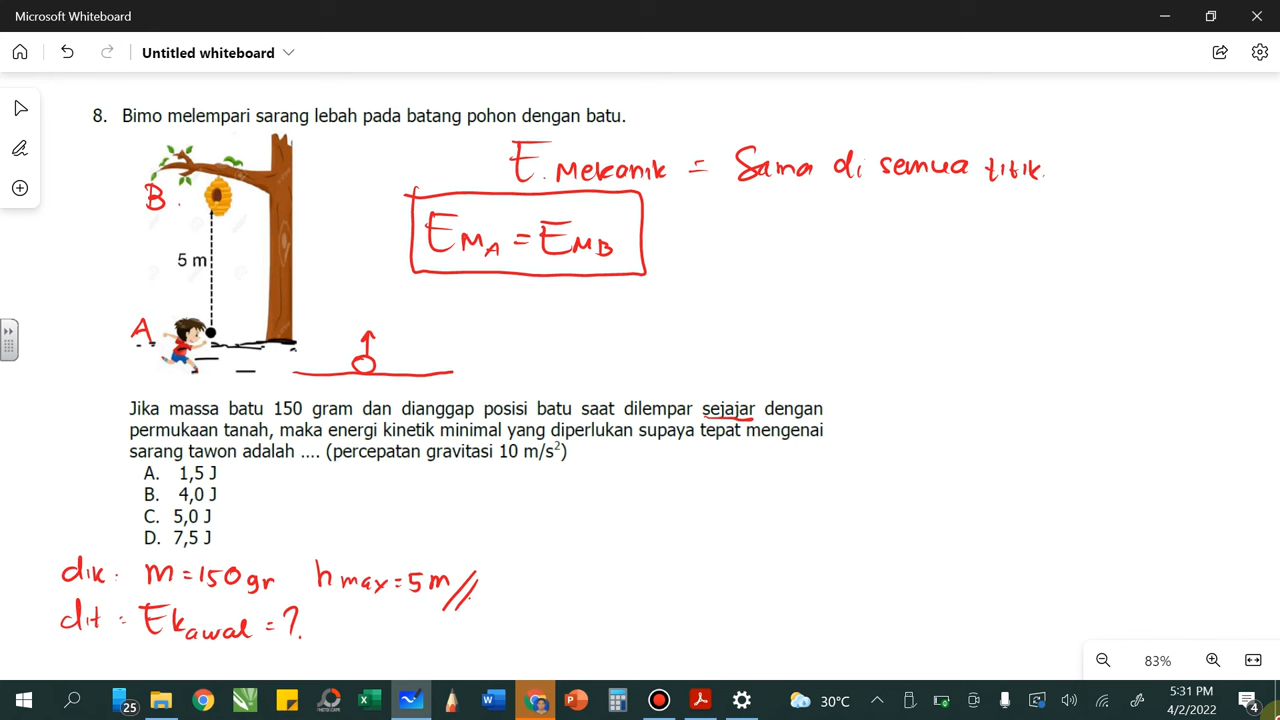 Microsoft Whiteboard
Untitled whiteboard
8. Bimo melempari sarang lebah pada batang pohon dengan batu.
E. Mekanik = Sama di semua titik.
B.
E M A = E M B
5 m
A
Jika massa batu 150 gram dan dianggap posisi batu saat dilempar sejajar dengan
permukaan tanah, maka energi kinetik minimal yang diperlukan supaya tepat mengenai
sarang tawon adalah .... (percepatan gravitasi 10 m/s²)
A. 1,5 J
B. 4,0 J
C. 5,0 J
D. 7,5 J
dik : m = 150 gr h max = 5 m //
dit : Ek awal = ?
83%
25
30°C
5:31 PM
4/2/2022
4